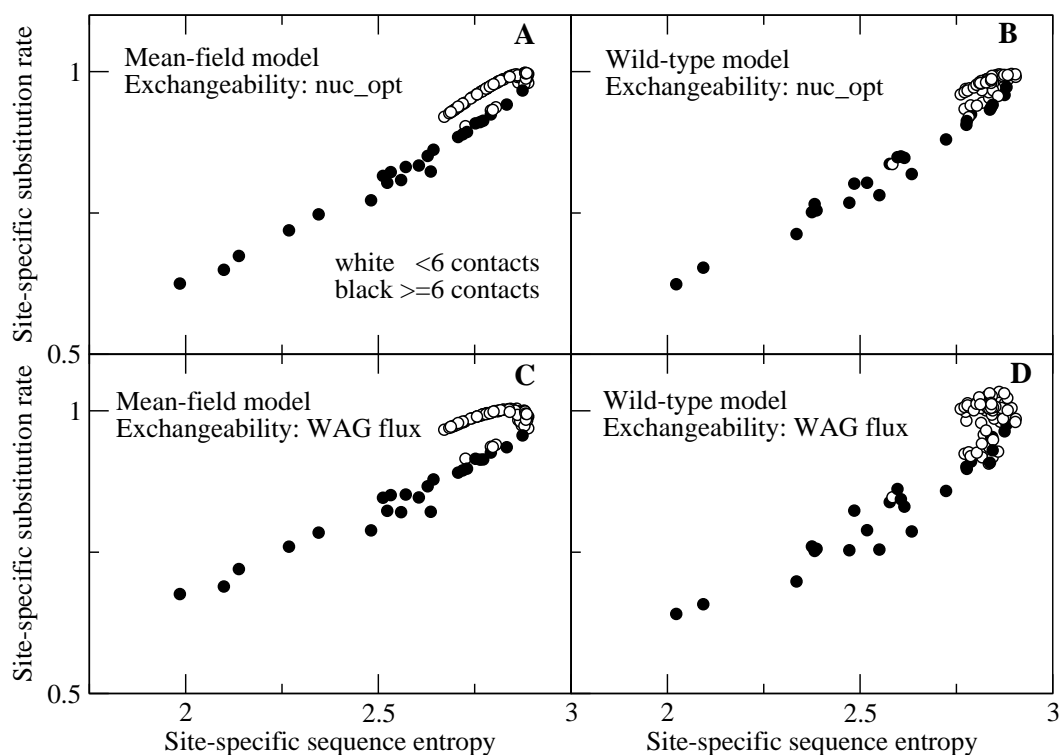 A
Mean-field model
Exchangeability: nuc_opt
white <6 contacts
black >=6 contacts
B
Wild-type model
Exchangeability: nuc_opt
1
0.5
Site-specific substitution rate
C
Mean-field model
Exchangeability: WAG flux
D
Wild-type model
Exchangeability: WAG flux
1
0.5
Site-specific substitution rate
2 2.5 3
2 2.5 3
Site-specific sequence entropy
Site-specific sequence entropy